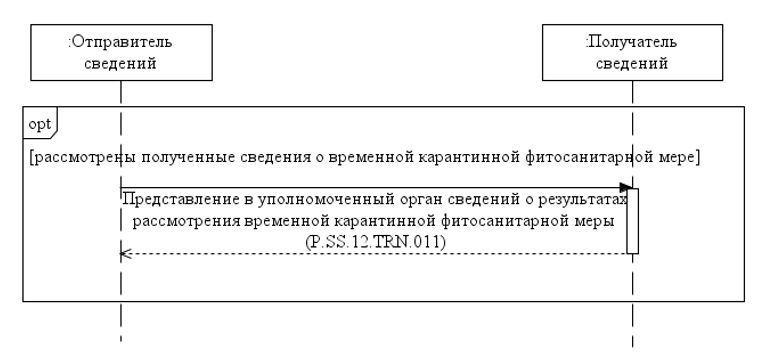 :Отправитель
сведений
:Получатель
сведений
opt
[рассмотрены полученные сведения о временной карантинной фитосанитарной мере]
Представление в уполномоченный орган сведений о результатах
рассмотрения временной карантинной фитосанитарной меры
(P.SS.12.TRN.011)